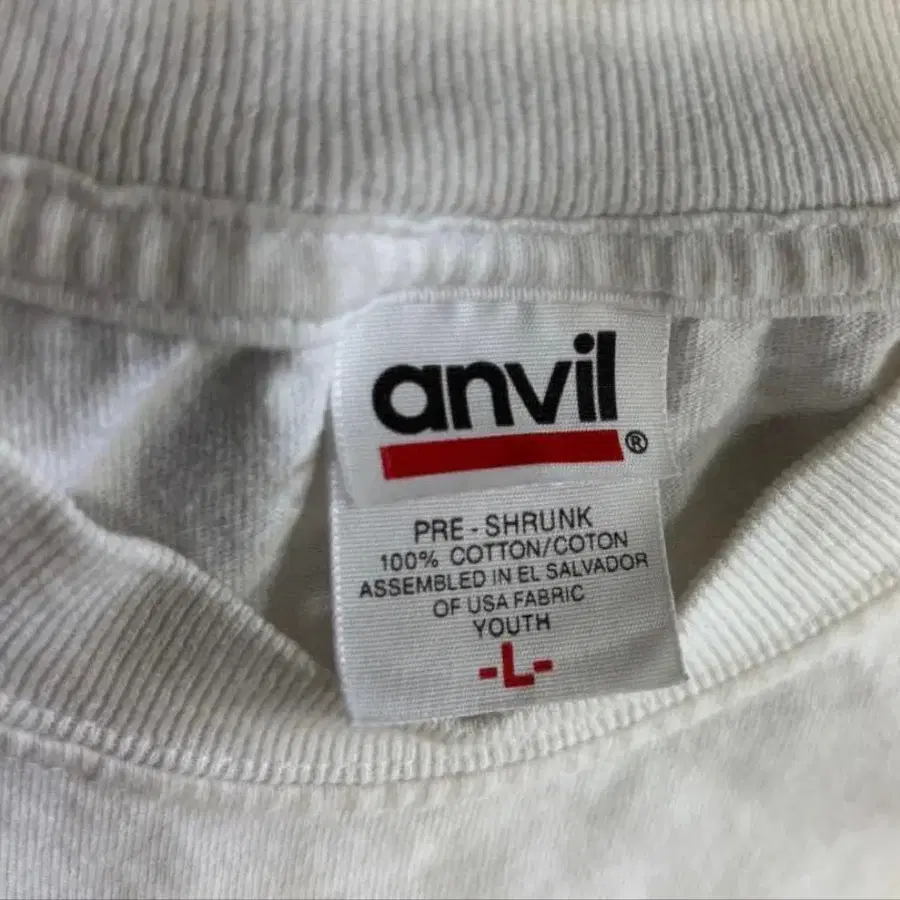 anvil®
PRE-SHRUNK
100% COTTON/COTON
ASSEMBLED IN EL SALVADOR
OF USA FABRIC
YOUTH
-L-